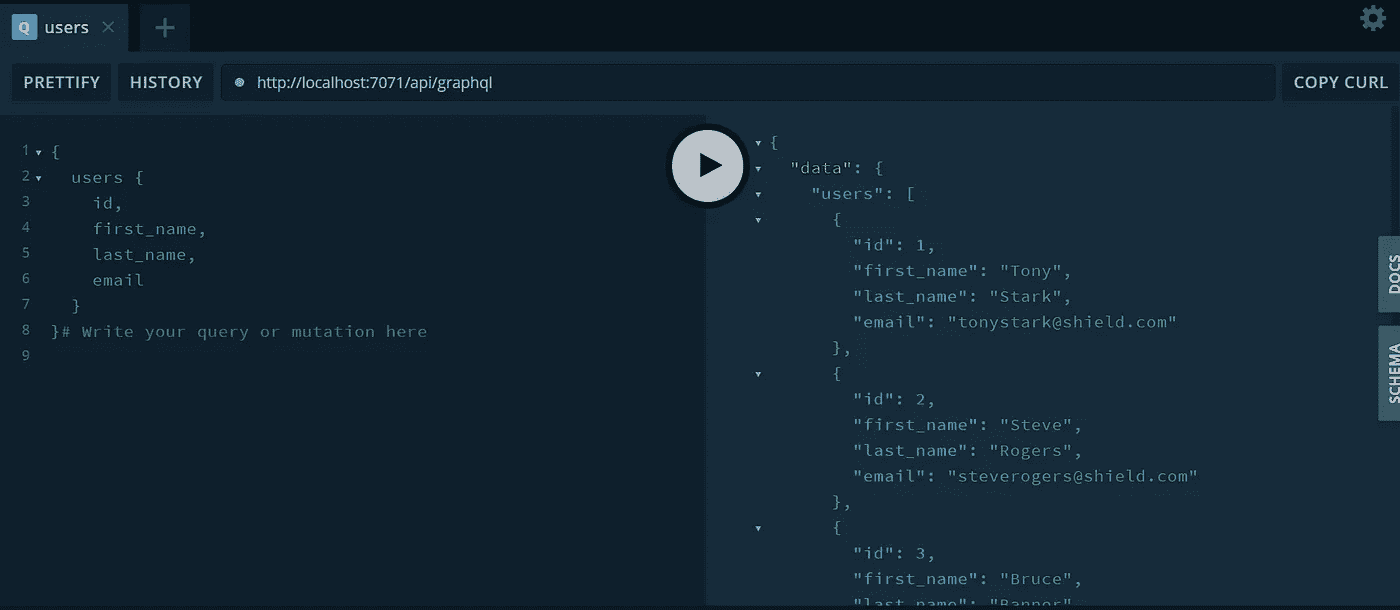 Q users × +
PRETTIFY HISTORY http://localhost:7071/api/graphql COPY CURL
1 {
2 users {
3 id,
4 first_name,
5 last_name,
6 email
7 }
8 }# Write your query or mutation here
9
{
"data": {
"users": [
{
"id": 1,
"first_name": "Tony",
"last_name": "Stark",
"email": "tonystark@shield.com"
},
{
"id": 2,
"first_name": "Steve",
"last_name": "Rogers",
"email": "steverogers@shield.com"
},
{
"id": 3,
"first_name": "Bruce",
"last_name": "Banner",
DOCS
SCHEMA